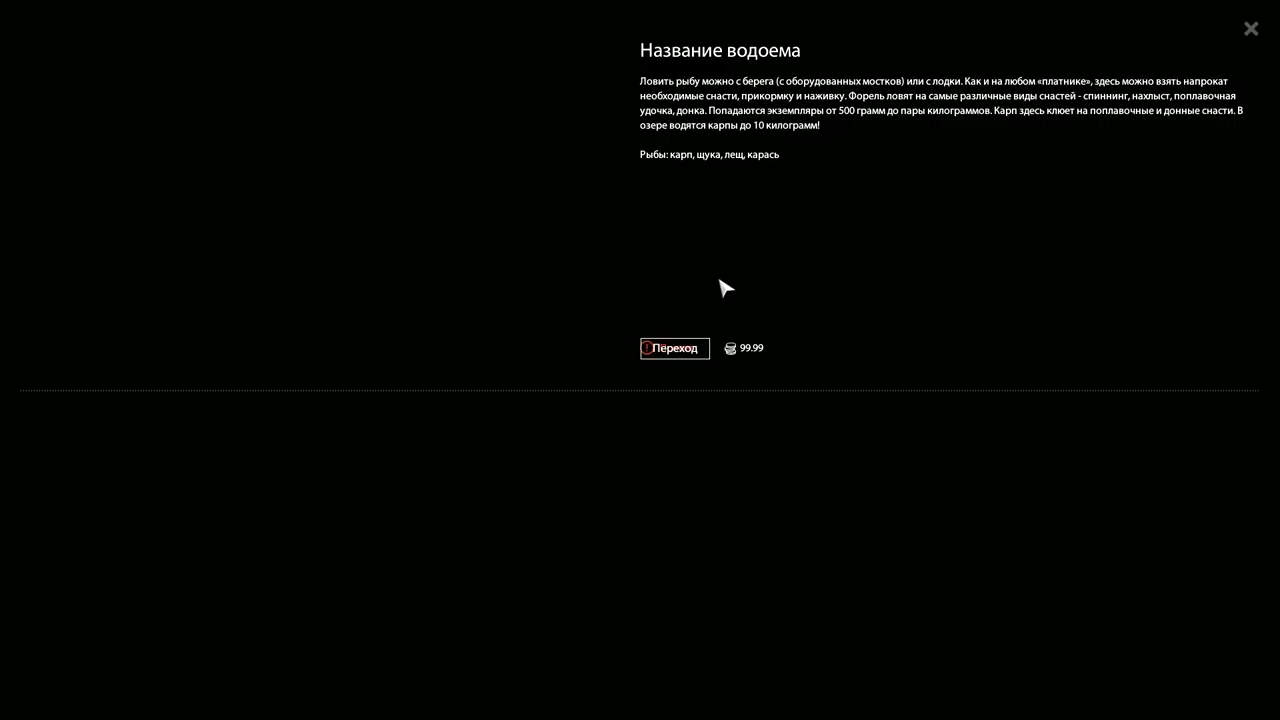 Название водоема
Ловить рыбу можно с берега (с оборудованных мостков) или с лодки. Как и на любом «платнике», здесь можно взять напрокат
необходимые снасти, прикормку и наживку. Форель ловят на самые различные виды снастей - спиннинг, нахлыст, поплавочная
удочка, донка. Попадаются экземпляры от 500 грамм до пары килограммов. Карп здесь клюет на поплавочные и донные снасти. В
озере водятся карпы до 10 килограмм!
Рыбы: карп, щука, лещ, карась
Переход
99.99